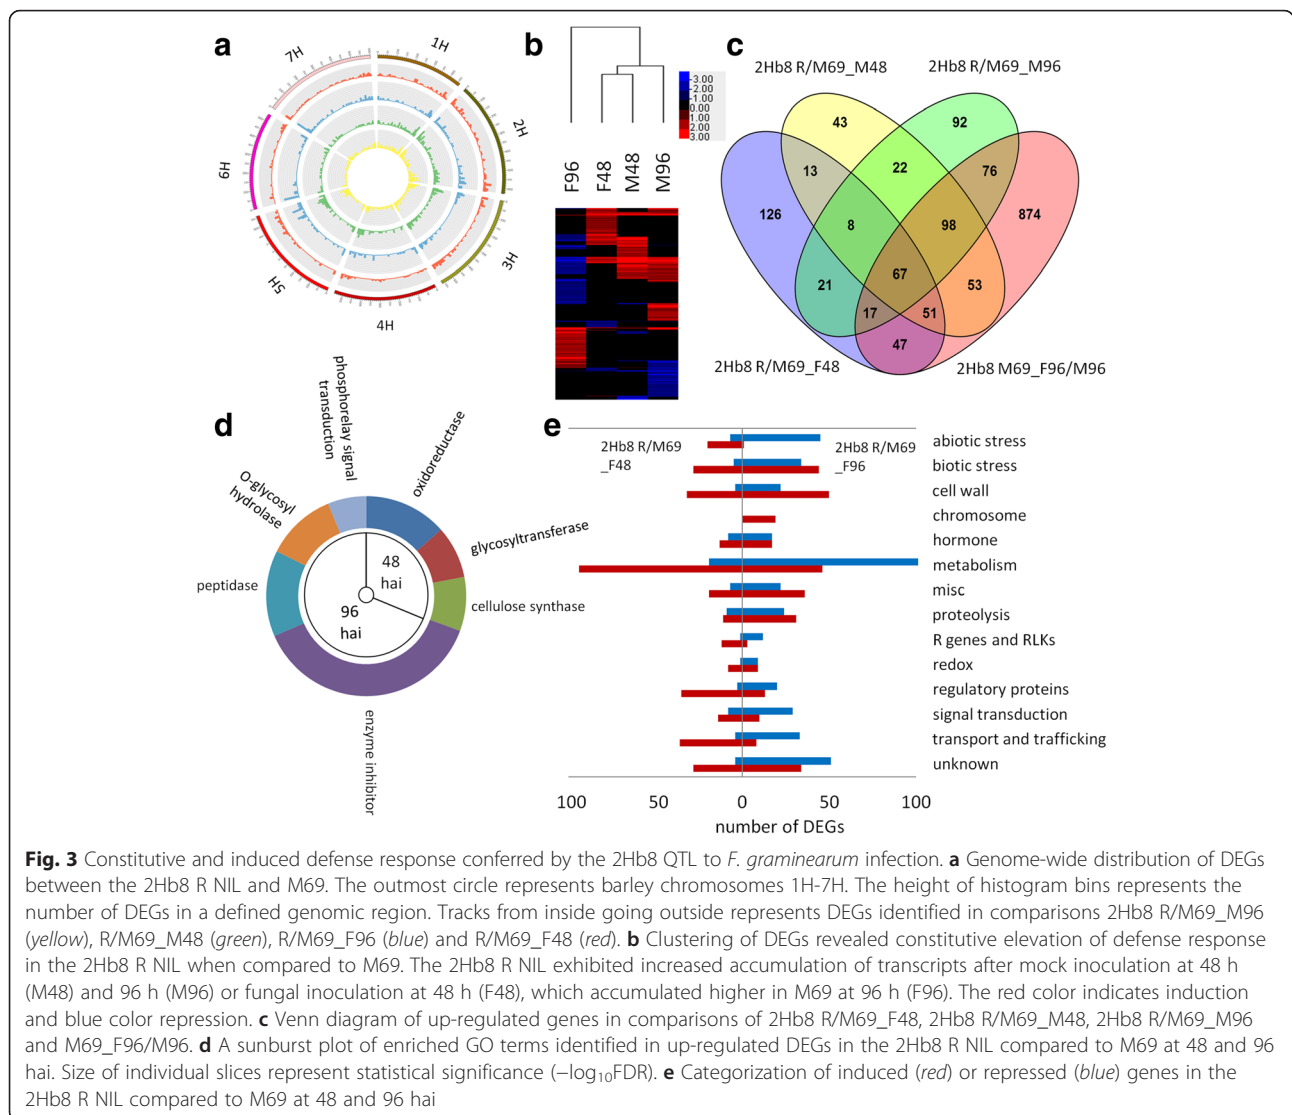 a
1H
2H
3H
4H
5H
6H
7H
b
-3.00
-1.00
0.00
1.00
2.00
3.00
F96
F48
M48
M96
c
2Hb8 R/M69_M48
2Hb8 R/M69_M96
43
92
13
22
76
126
8
98
874
67
21
53
17
51
47
2Hb8 R/M69_F48
2Hb8 M69_F96/M96
d
phosphorelay signal
transduction
oxidoreductase
O-glycosyl
hydrolase
glycosyltransferase
peptidase
cellulose synthase
48
hai
96
hai
enzyme inhibitor
e
2Hb8 R/M69
_F48
2Hb8 R/M69
_F96
abiotic stress
biotic stress
cell wall
chromosome
hormone
metabolism
misc
proteolysis
R genes and RLKs
redox
regulatory proteins
signal transduction
transport and trafficking
unknown
100 50 0 50 100
number of DEGs
Fig. 3 Constitutive and induced defense response conferred by the 2Hb8 QTL to F. graminearum infection. a Genome-wide distribution of DEGs
between the 2Hb8 R NIL and M69. The outmost circle represents barley chromosomes 1H-7H. The height of histogram bins represents the
number of DEGs in a defined genomic region. Tracks from inside going outside represents DEGs identified in comparisons 2Hb8 R/M69_M96
(yellow), R/M69_M48 (green), R/M69_F96 (blue) and R/M69_F48 (red). b Clustering of DEGs revealed constitutive elevation of defense response
in the 2Hb8 R NIL when compared to M69. The 2Hb8 R NIL exhibited increased accumulation of transcripts after mock inoculation at 48 h
(M48) and 96 h (M96) or fungal inoculation at 48 h (F48), which accumulated higher in M69 at 96 h (F96). The red color indicates induction
and blue color repression. c Venn diagram of up-regulated genes in comparisons of 2Hb8 R/M69_F48, 2Hb8 R/M69_M48, 2Hb8 R/M69_M96
and M69_F96/M96. d A sunburst plot of enriched GO terms identified in up-regulated DEGs in the 2Hb8 R NIL compared to M69 at 48 and 96
hai. Size of individual slices represent statistical significance (−log₁₀FDR). e Categorization of induced (red) or repressed (blue) genes in the
2Hb8 R NIL compared to M69 at 48 and 96 hai